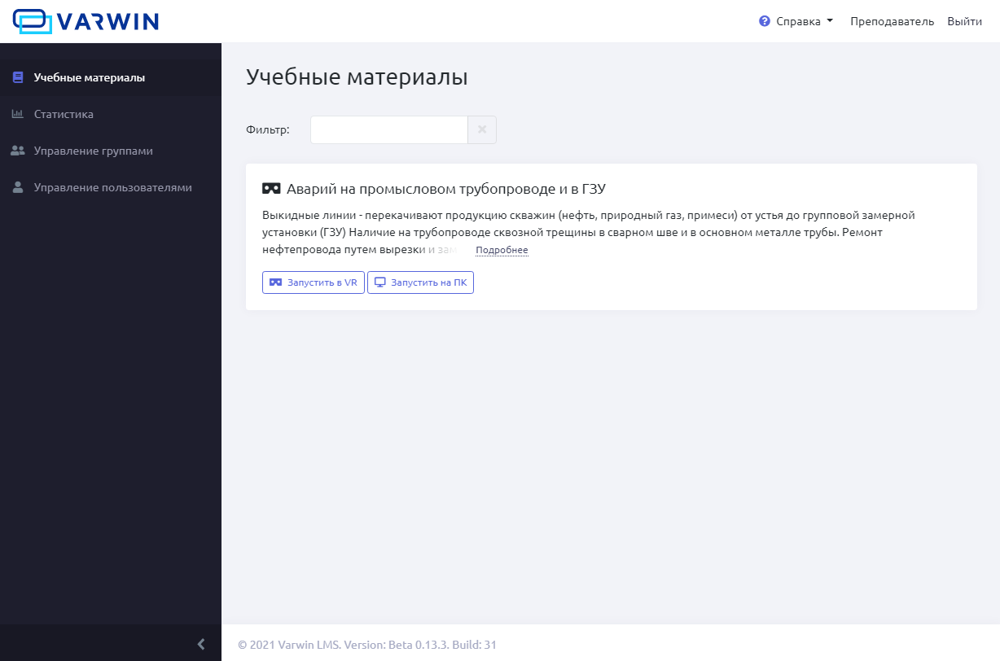 VARWIN
Справка
Преподаватель
Выйти
Учебные материалы
Статистика
Управление группами
Управление пользователями
Учебные материалы
Фильтр:
Аварий на промысловом трубопроводе и в ГЗУ
Выкидные линии - перекачивают продукцию скважин (нефть, природный газ, примеси) от устья до групповой замерной
установки (ГЗУ) Наличие на трубопроводе сквозной трещины в сварном шве и в основном металле трубы. Ремонт
нефтепровода путем вырезки и зам Подробнее
Запустить в VR
Запустить на ПК
© 2021 Varwin LMS. Version: Beta 0.13.3. Build: 31